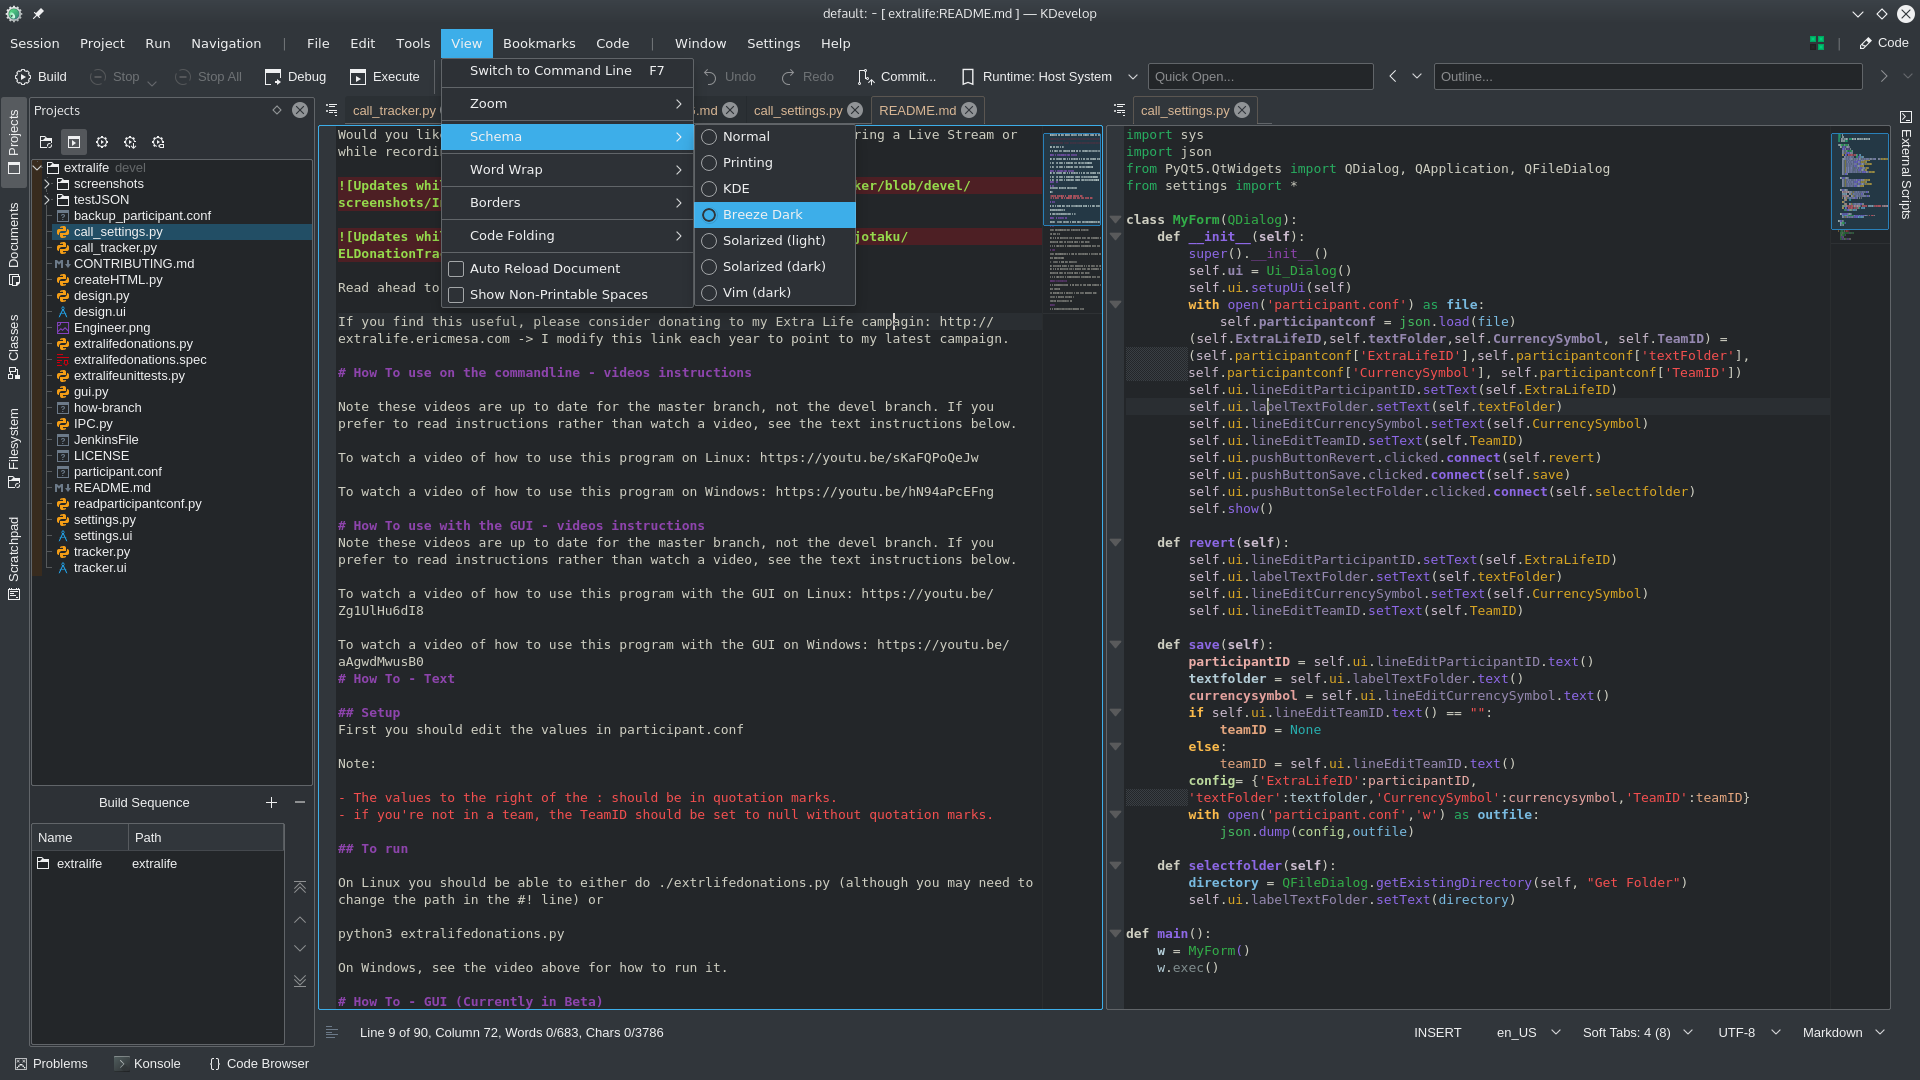 default: - [ extralife:README.md ] — KDevelop
Session Project Run Navigation | File Edit Tools View Bookmarks Code | Window Settings Help Code
Build Stop Stop All Debug Execute Undo Redo Commit... Runtime: Host System Quick Open... Outline...
Switch to Command Line F7
Zoom
Schema
Word Wrap
Borders
Code Folding
Auto Reload Document
Show Non-Printable Spaces
Normal
Printing
KDE
Breeze Dark
Solarized (light)
Solarized (dark)
Vim (dark)
Projects
Documents
Classes
Filesystem
Scratchpad
External Scripts
Projects
extralife devel
screenshots
testJSON
backup_participant.conf
call_settings.py
call_tracker.py
CONTRIBUTING.md
createHTML.py
design.py
design.ui
Engineer.png
extralifedonations.py
extralifedonations.spec
extralifeunittests.py
gui.py
how-branch
IPC.py
JenkinsFile
LICENSE
participant.conf
README.md
readparticipantconf.py
settings.py
settings.ui
tracker.py
tracker.ui
Build Sequence
Name Path
extralife extralife
call_tracker.py .md call_settings.py README.md
Would you lik ring a Live Stream or
while recordi
![Updates whi ker/blob/devel/
screenshots/I
![Updates whi jotaku/
ELDonationTra
Read ahead to
If you find this useful, please consider donating to my Extra Life campagin: http://
extralife.ericmesa.com -> I modify this link each year to point to my latest campaign.
# How To use on the commandline - videos instructions
Note these videos are up to date for the master branch, not the devel branch. If you
prefer to read instructions rather than watch a video, see the text instructions below.
To watch a video of how to use this program on Linux: https://youtu.be/sKaFQPoQeJw
To watch a video of how to use this program on Windows: https://youtu.be/hN94aPcEFng
# How To use with the GUI - videos instructions
Note these videos are up to date for the master branch, not the devel branch. If you
prefer to read instructions rather than watch a video, see the text instructions below.
To watch a video of how to use this program with the GUI on Linux: https://youtu.be/
Zg1UlHu6dI8
To watch a video of how to use this program with the GUI on Windows: https://youtu.be/
aAgwdMwusB0
# How To - Text
## Setup
First you should edit the values in participant.conf
Note:
- The values to the right of the : should be in quotation marks.
- if you're not in a team, the TeamID should be set to null without quotation marks.
## To run
On Linux you should be able to either do ./extrlifedonations.py (although you may need to
change the path in the #! line) or
python3 extralifedonations.py
On Windows, see the video above for how to run it.
# How To - GUI (Currently in Beta)
call_settings.py
import sys
import json
from PyQt5.QtWidgets import QDialog, QApplication, QFileDialog
from settings import *
class MyForm(QDialog):
def __init__(self):
super().__init__()
self.ui = Ui_Dialog()
self.ui.setupUi(self)
with open('participant.conf') as file:
self.participantconf = json.load(file)
(self.ExtraLifeID,self.textFolder,self.CurrencySymbol, self.TeamID) =
(self.participantconf['ExtraLifeID'],self.participantconf['textFolder'],
self.participantconf['CurrencySymbol'], self.participantconf['TeamID'])
self.ui.lineEditParticipantID.setText(self.ExtraLifeID)
self.ui.labelTextFolder.setText(self.textFolder)
self.ui.lineEditCurrencySymbol.setText(self.CurrencySymbol)
self.ui.lineEditTeamID.setText(self.TeamID)
self.ui.pushButtonRevert.clicked.connect(self.revert)
self.ui.pushButtonSave.clicked.connect(self.save)
self.ui.pushButtonSelectFolder.clicked.connect(self.selectfolder)
self.show()
def revert(self):
self.ui.lineEditParticipantID.setText(self.ExtraLifeID)
self.ui.labelTextFolder.setText(self.textFolder)
self.ui.lineEditCurrencySymbol.setText(self.CurrencySymbol)
self.ui.lineEditTeamID.setText(self.TeamID)
def save(self):
participantID = self.ui.lineEditParticipantID.text()
textfolder = self.ui.labelTextFolder.text()
currencysymbol = self.ui.lineEditCurrencySymbol.text()
if self.ui.lineEditTeamID.text() == "":
teamID = None
else:
teamID = self.ui.lineEditTeamID.text()
config= {'ExtraLifeID':participantID,
'textFolder':textfolder,'CurrencySymbol':currencysymbol,'TeamID':teamID}
with open('participant.conf','w') as outfile:
json.dump(config,outfile)
def selectfolder(self):
directory = QFileDialog.getExistingDirectory(self, "Get Folder")
self.ui.labelTextFolder.setText(directory)
def main():
w = MyForm()
w.exec()
Line 9 of 90, Column 72, Words 0/683, Chars 0/3786 INSERT en_US Soft Tabs: 4 (8) UTF-8 Markdown
Problems Konsole {} Code Browser